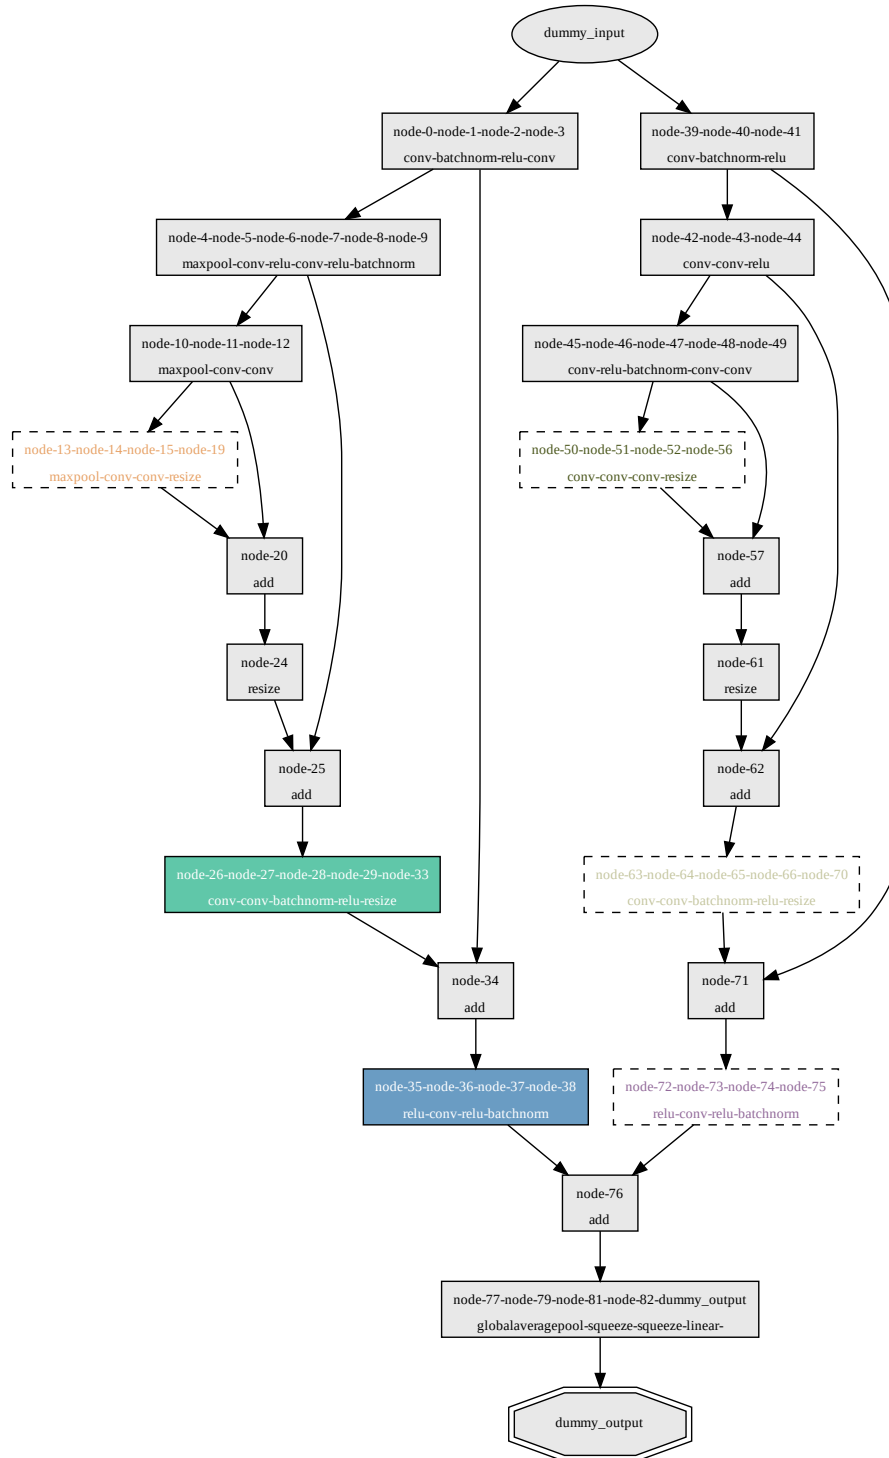 dummy_input
node-0-node-1-node-2-node-3
conv-batchnorm-relu-conv
node-39-node-40-node-41
conv-batchnorm-relu
node-4-node-5-node-6-node-7-node-8-node-9
maxpool-conv-relu-conv-relu-batchnorm
node-42-node-43-node-44
conv-conv-relu
node-10-node-11-node-12
maxpool-conv-conv
node-45-node-46-node-47-node-48-node-49
conv-relu-batchnorm-conv-conv
node-13-node-14-node-15-node-19
maxpool-conv-conv-resize
node-50-node-51-node-52-node-56
conv-conv-conv-resize
node-20
add
node-57
add
node-24
resize
node-61
resize
node-25
add
node-62
add
node-26-node-27-node-28-node-29-node-33
conv-conv-batchnorm-relu-resize
node-63-node-64-node-65-node-66-node-70
conv-conv-batchnorm-relu-resize
node-34
add
node-71
add
node-35-node-36-node-37-node-38
relu-conv-relu-batchnorm
node-72-node-73-node-74-node-75
relu-conv-relu-batchnorm
node-76
add
node-77-node-79-node-81-node-82-dummy_output
globalaveragepool-squeeze-squeeze-linear-
dummy_output